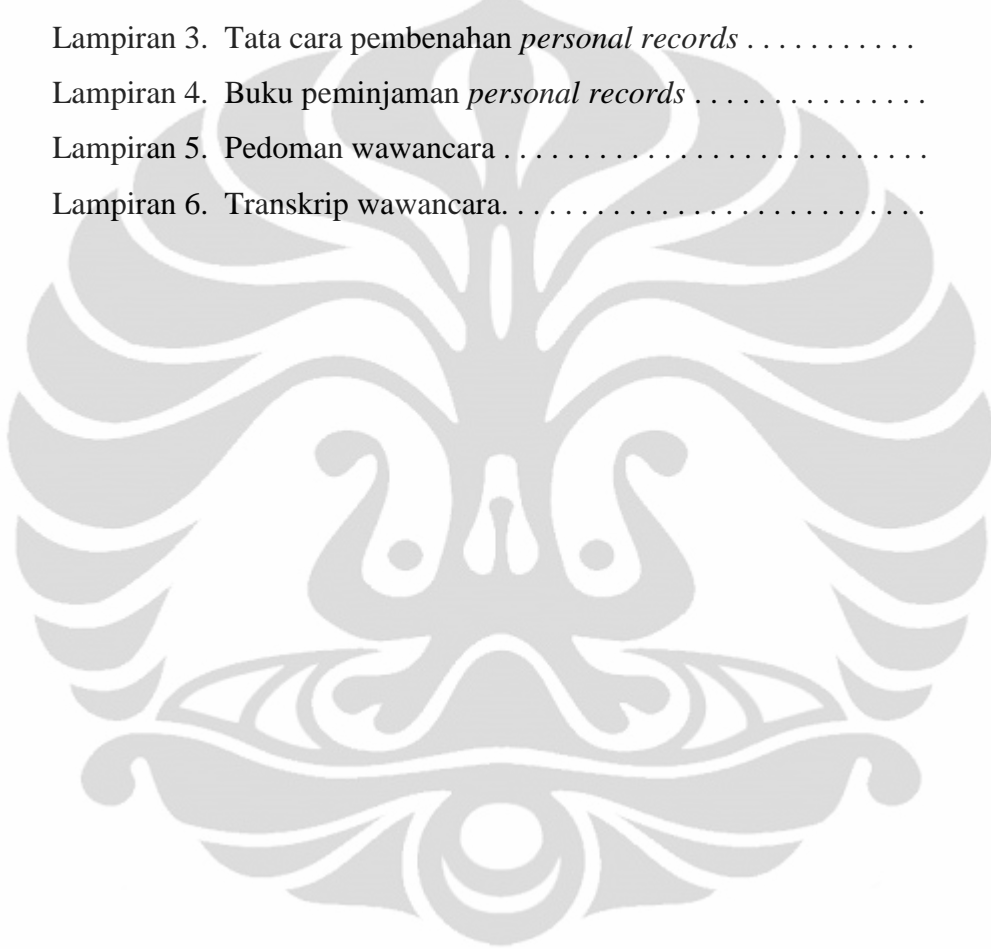 Lampiran 3. Tata cara pembenahan personal records . . . . . . . . . . .
Lampiran 4. Buku peminjaman personal records . . . . . . . . . . . . . . .
Lampiran 5. Pedoman wawancara . . . . . . . . . . . . . . . . . . . . . . . . . . .
Lampiran 6. Transkrip wawancara. . . . . . . . . . . . . . . . . . . . . . . . . . .